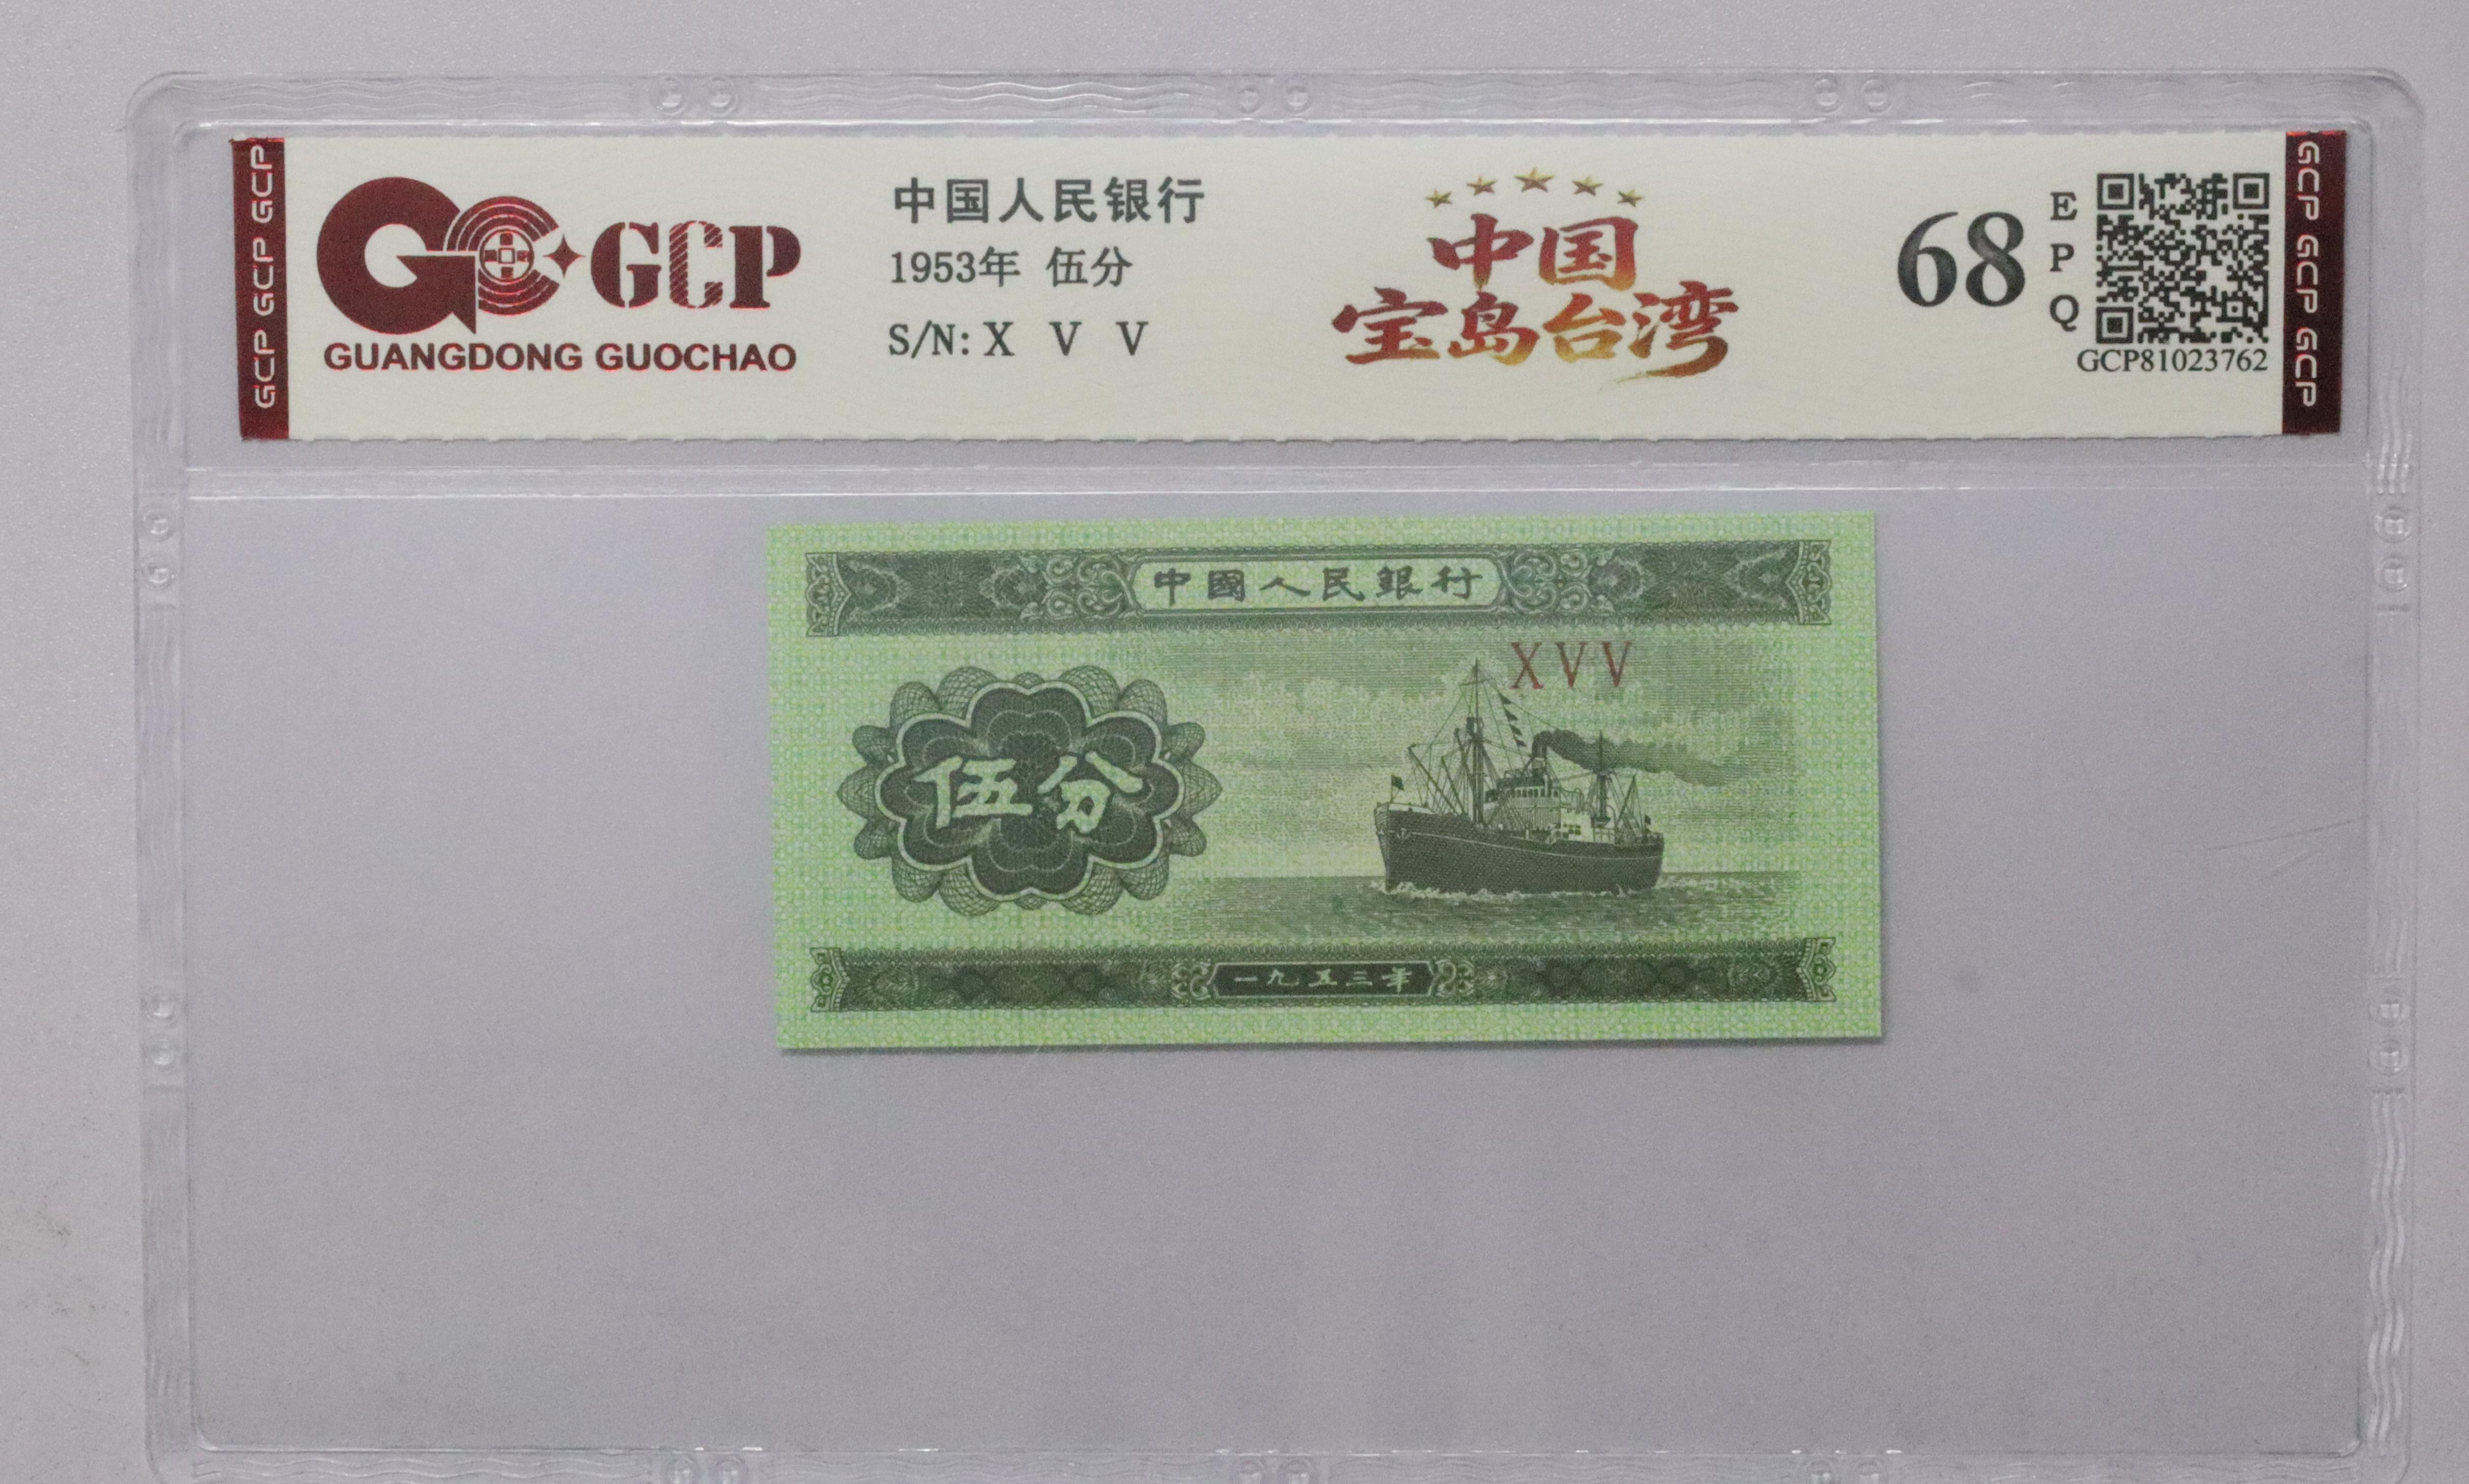 GCP GCP GCP
GCP
GUANGDONG GUOCHAO
中国人民银行
1953年 伍分
S/N: X V V
中国
宝岛台湾
68
E
P
Q
GCP81023762
GCP GCP GCP
中國人民銀行
XVV
伍分
一九五三年